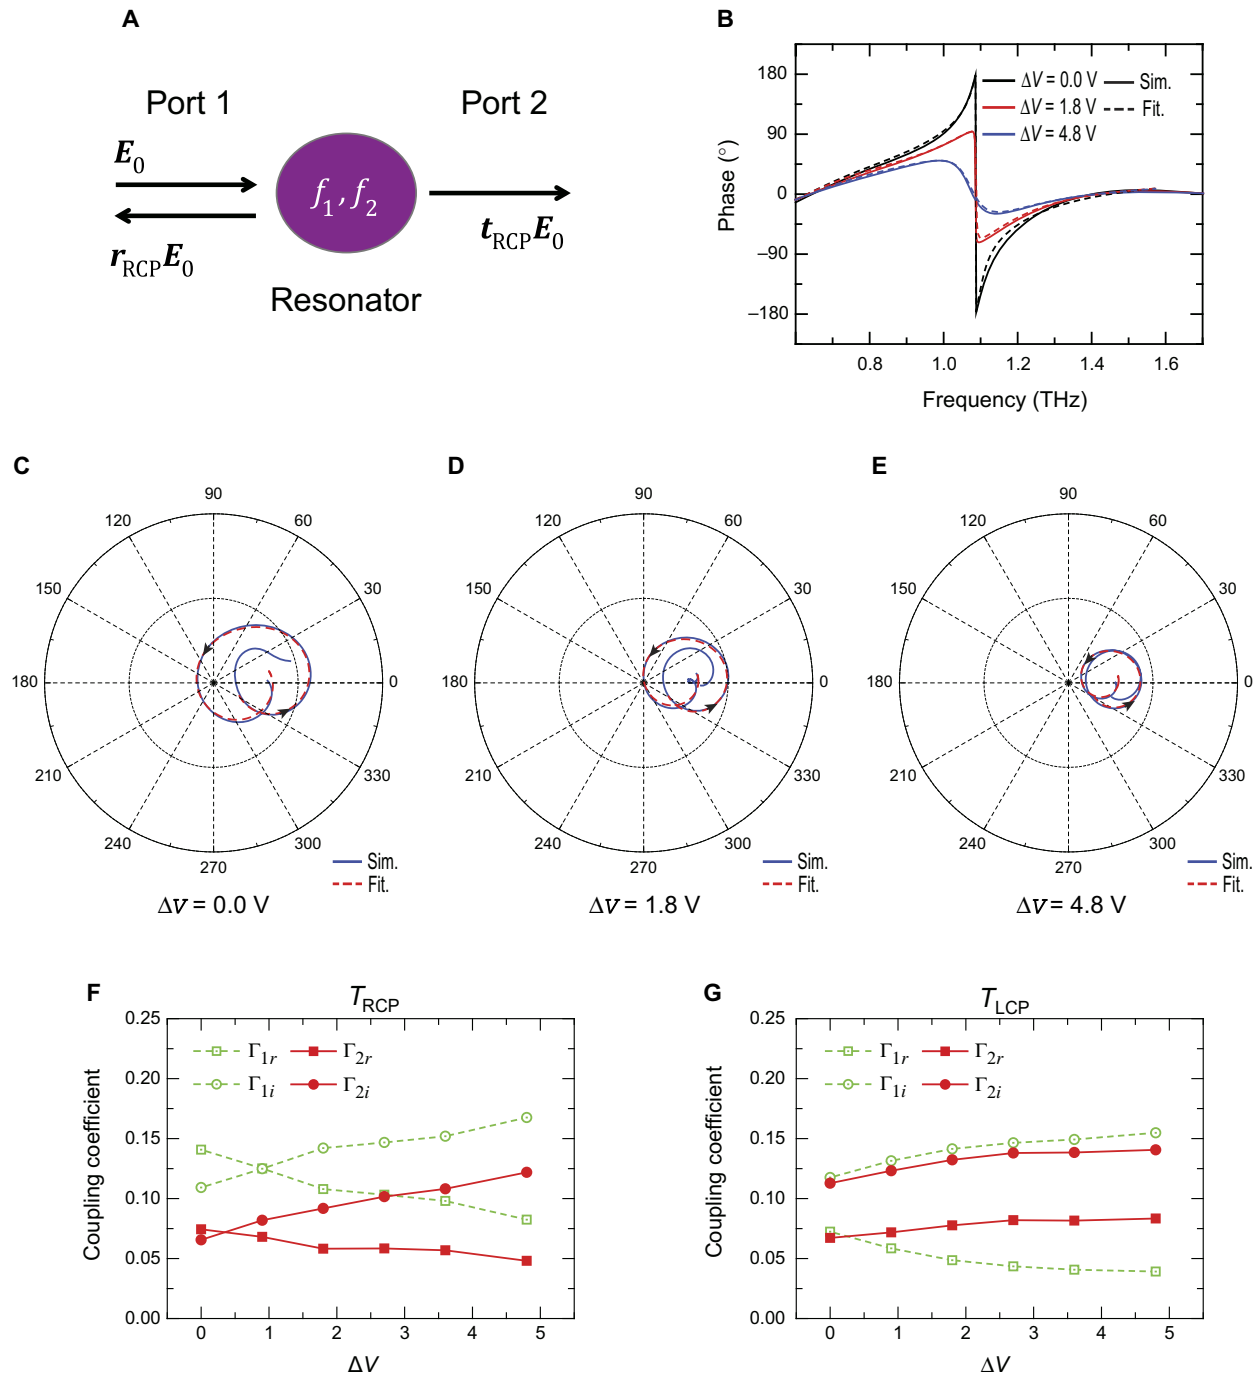 A
Port 1
Port 2
E0
f1, f2
rRCPE0
tRCPE0
Resonator
B
180
90
0
−90
−180
Phase (°)
ΔV = 0.0 V
Sim.
ΔV = 1.8 V
Fit.
ΔV = 4.8 V
0.8 1.0 1.2 1.4 1.6
Frequency (THz)
C
90
120 60
150 30
180 0
210 330
240 300
270
Sim.
Fit.
ΔV = 0.0 V
D
90
120 60
150 30
180 0
210 330
240 300
270
Sim.
Fit.
ΔV = 1.8 V
E
90
120 60
150 30
180 0
210 330
240 300
270
Sim.
Fit.
ΔV = 4.8 V
F
TRCP
0.25
0.20
0.15
0.10
0.05
0.00
Coupling coefficient
Γ1r Γ2r
Γ1i Γ2i
0 1 2 3 4 5
ΔV
G
TLCP
0.25
0.20
0.15
0.10
0.05
0.00
Coupling coefficient
Γ1r Γ2r
Γ1i Γ2i
0 1 2 3 4 5
ΔV